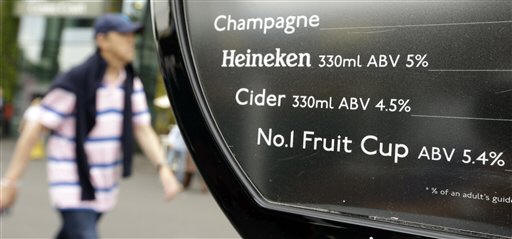 Champagne
Heineken 330ml ABV 5%
Cider 330ml ABV 4.5%
No.1 Fruit Cup ABV 5.4%
* % of an adult's guide